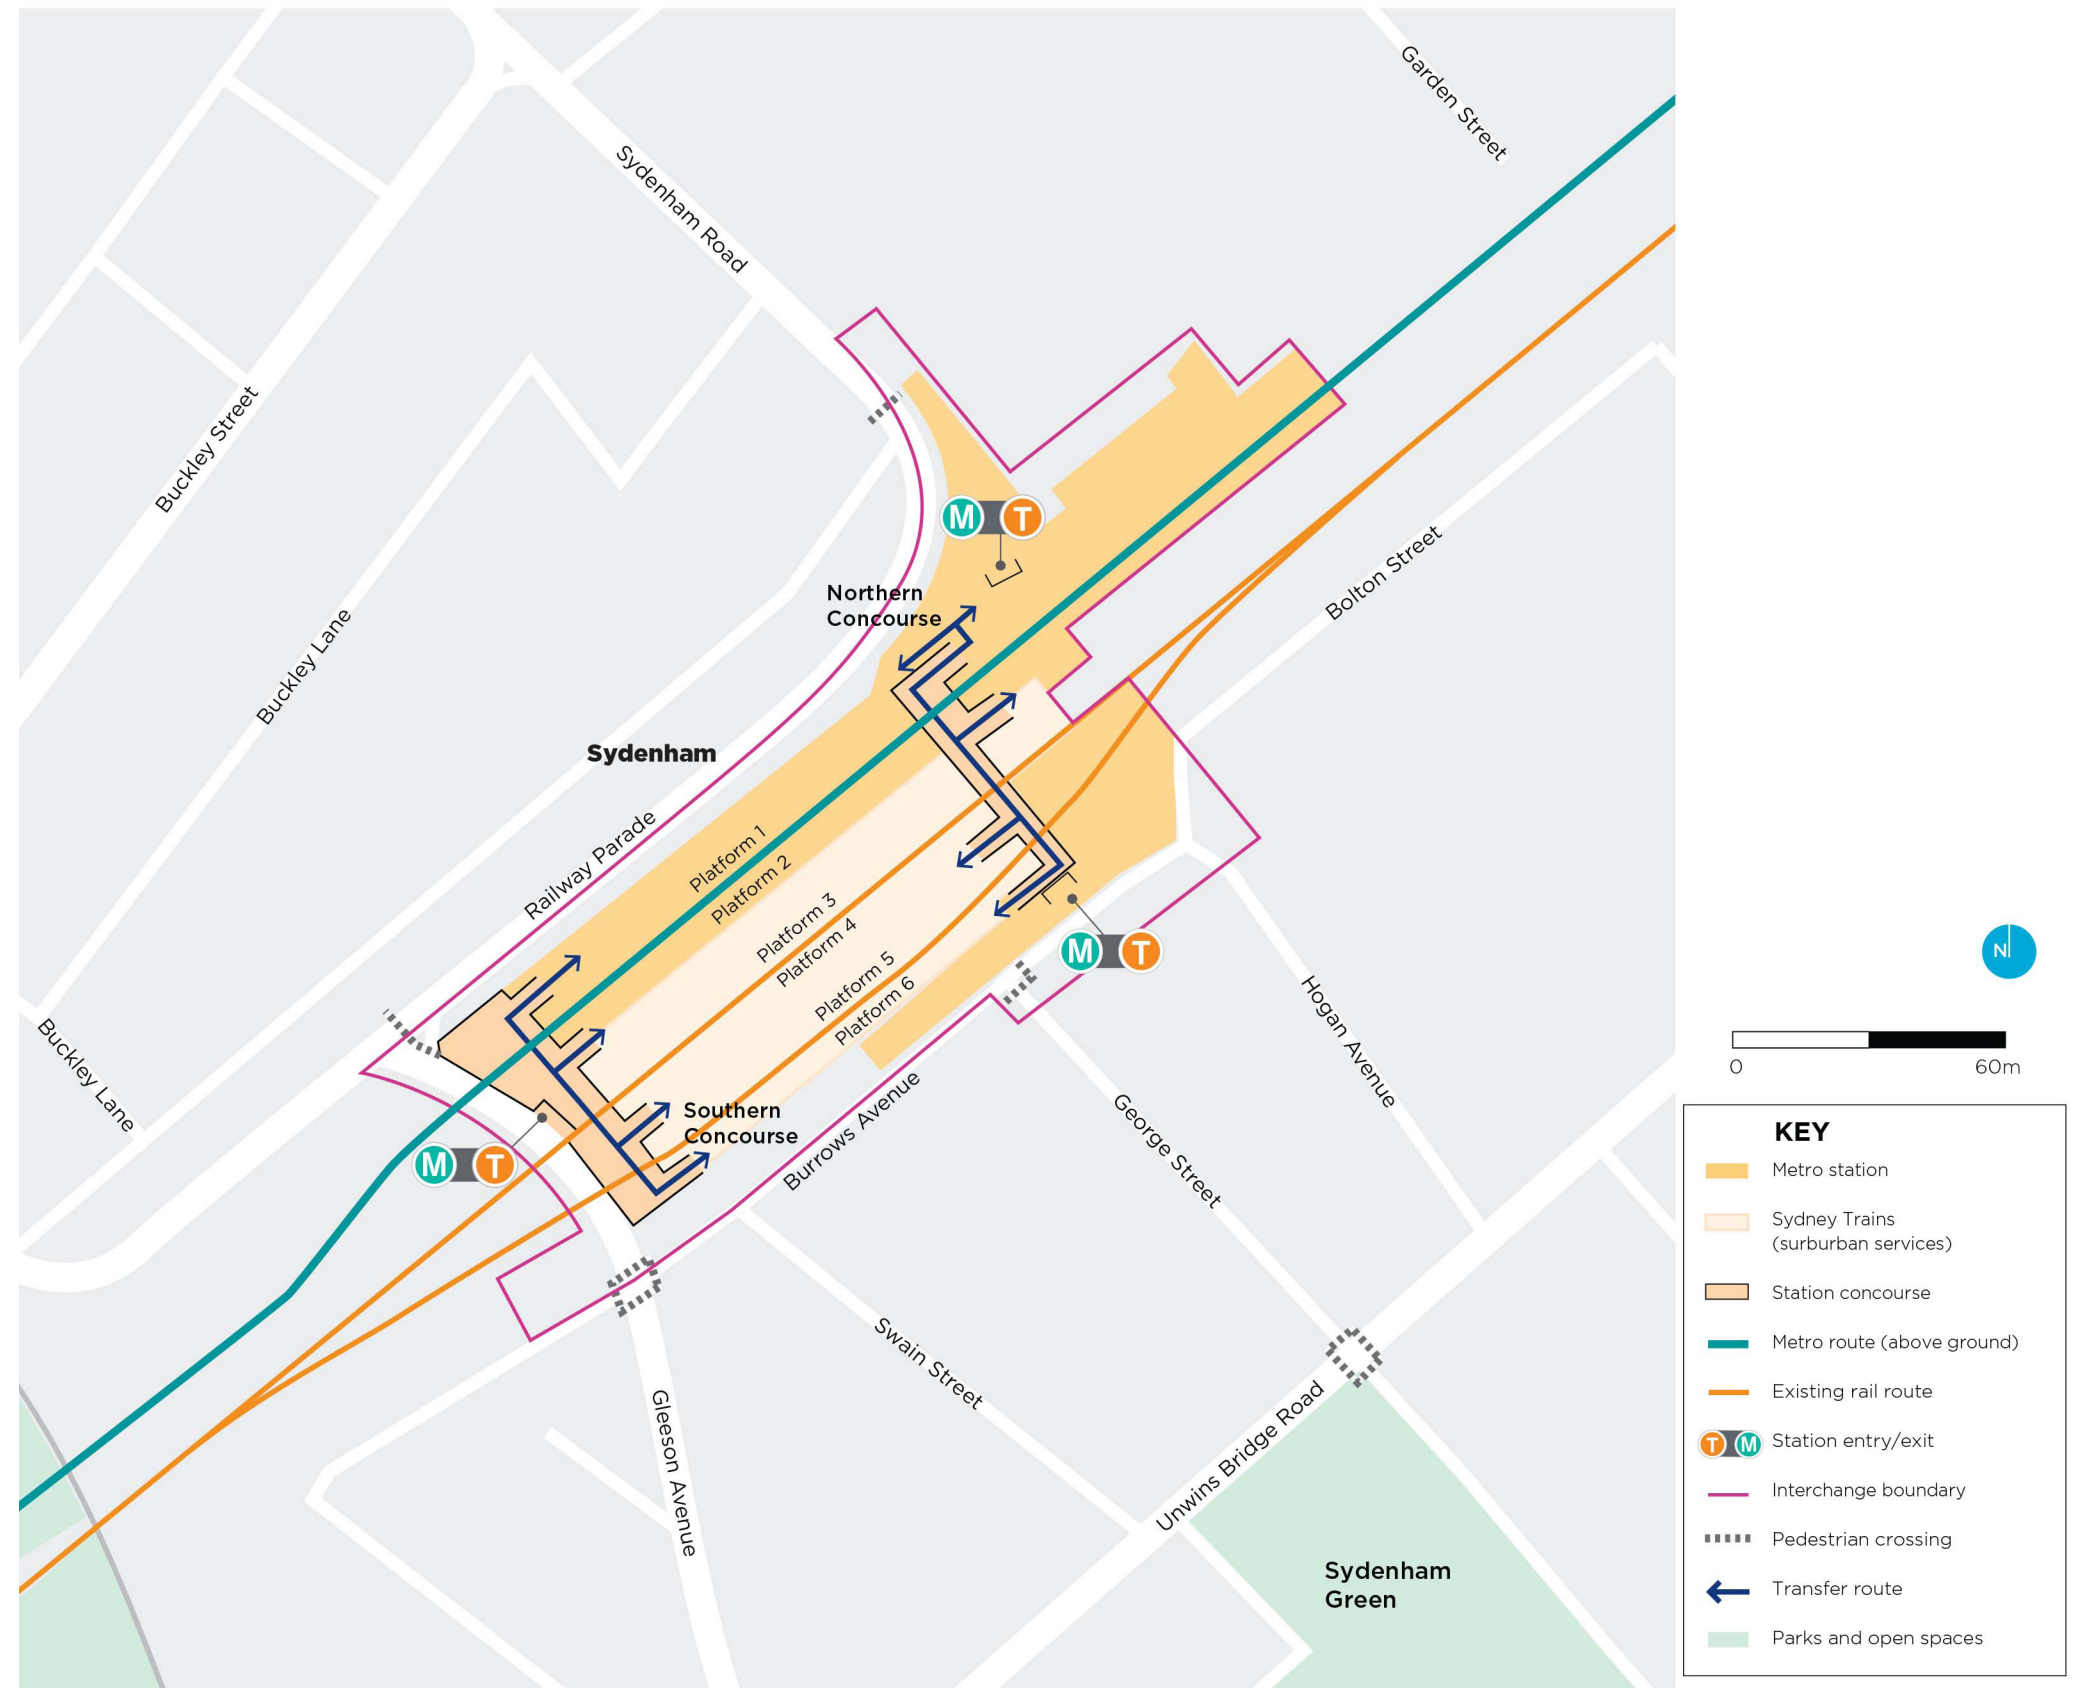 Garden Street
Sydenham Road
Buckley Street
Bolton Street
M T
Northern
Concourse
Buckley Lane
Sydenham
Railway Parade
Platform 1
Platform 2
Platform 3
Platform 4
Platform 5
Platform 6
M T
N
Hogan Avenue
Buckley Lane
0
60m
Southern
Concourse
M T
Burrows Avenue
George Street
Swain Street
Gleeson Avenue
Unwins Bridge Road
Sydenham
Green
KEY
Metro station
Sydney Trains
(surburban services)
Station concourse
Metro route (above ground)
Existing rail route
T M Station entry/exit
Interchange boundary
Pedestrian crossing
Transfer route
Parks and open spaces